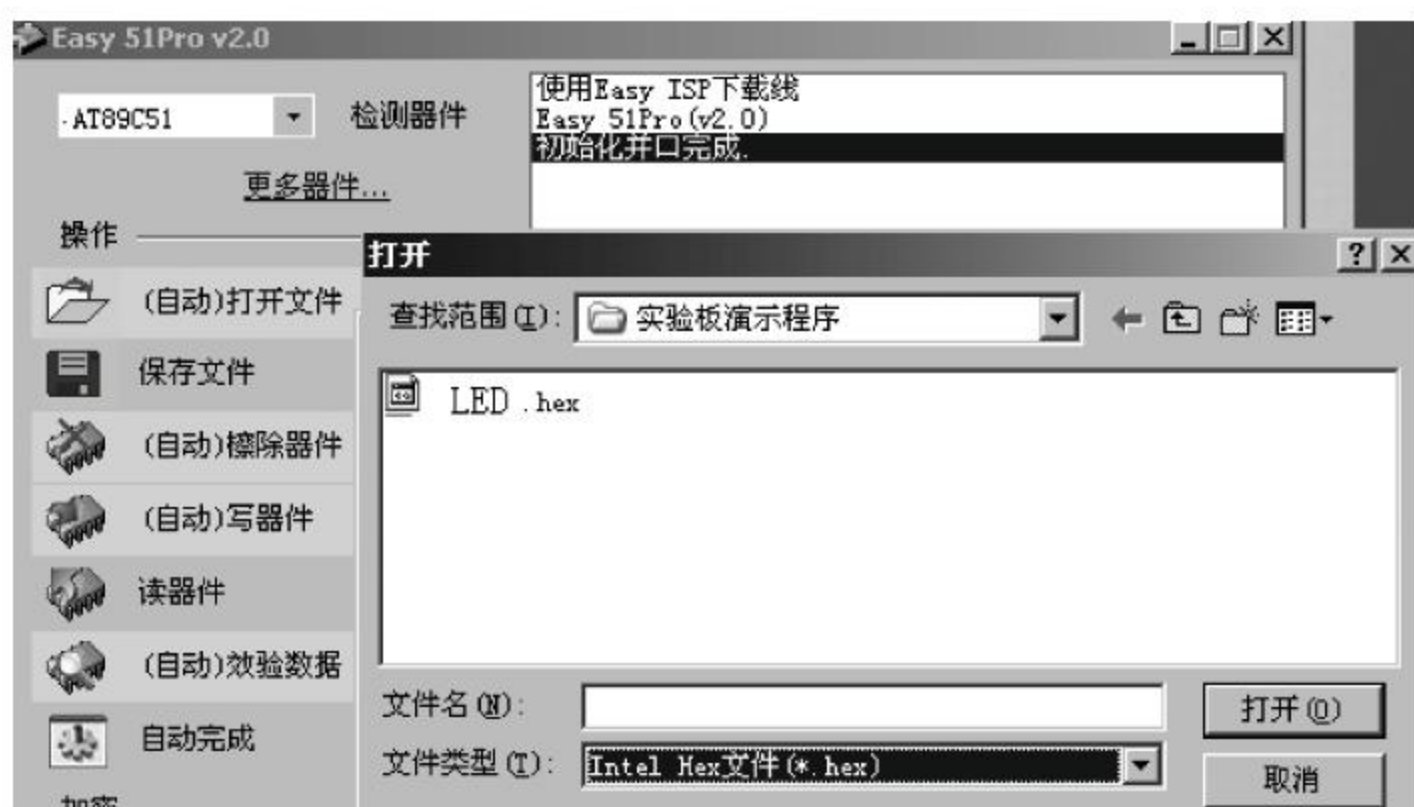 Easy 51Pro v2.0
AT89C51
检测器件
更多器件...
使用Easy ISP下载线
Easy 51Pro(v2.0)
初始化并口完成.
操作
(自动)打开文件
保存文件
(自动)擦除器件
(自动)写器件
读器件
(自动)效验数据
自动完成
加密
打开
查找范围(I):
实验板演示程序
LED .hex
文件名(N):
打开(O)
文件类型(T):
Intel Hex文件(*.hex)
取消